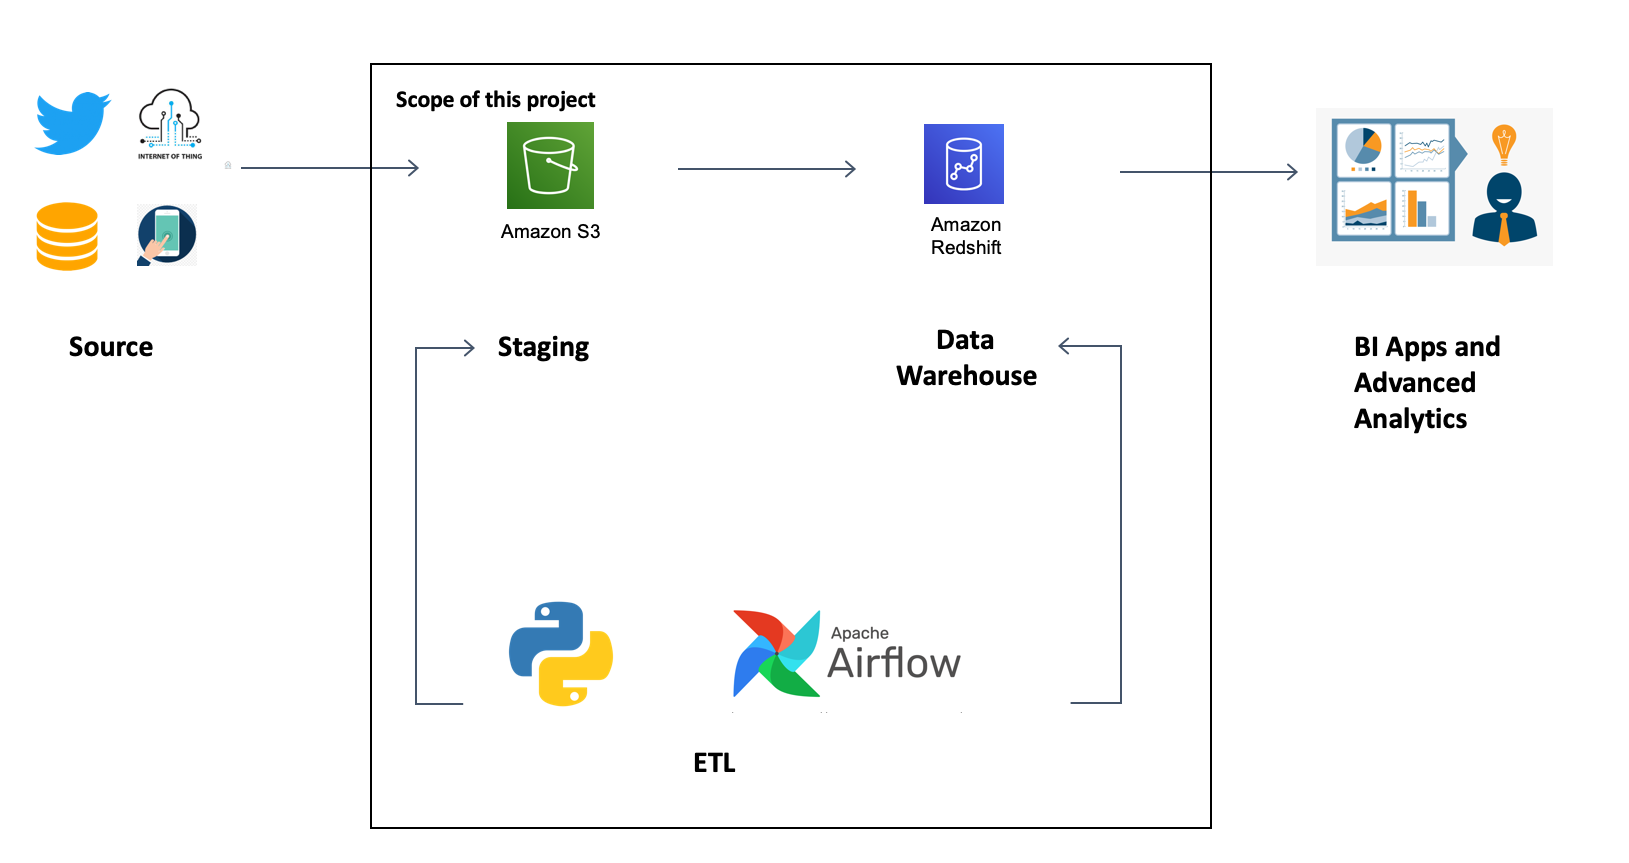 Scope of this project
INTERNET OF THING
Amazon S3
Amazon
Redshift
Source
Staging
Data
Warehouse
BI Apps and
Advanced
Analytics
Apache
Airflow
ETL